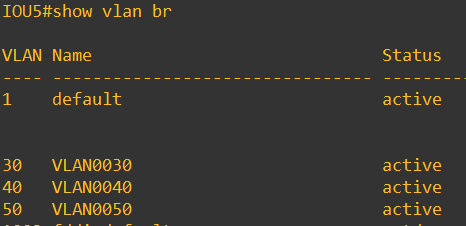 IOU5#show vlan br
VLAN Name                             Status
---- -------------------------------- ---------
1    default                          active
30   VLAN0030                         active
40   VLAN0040                         active
50   VLAN0050                         active